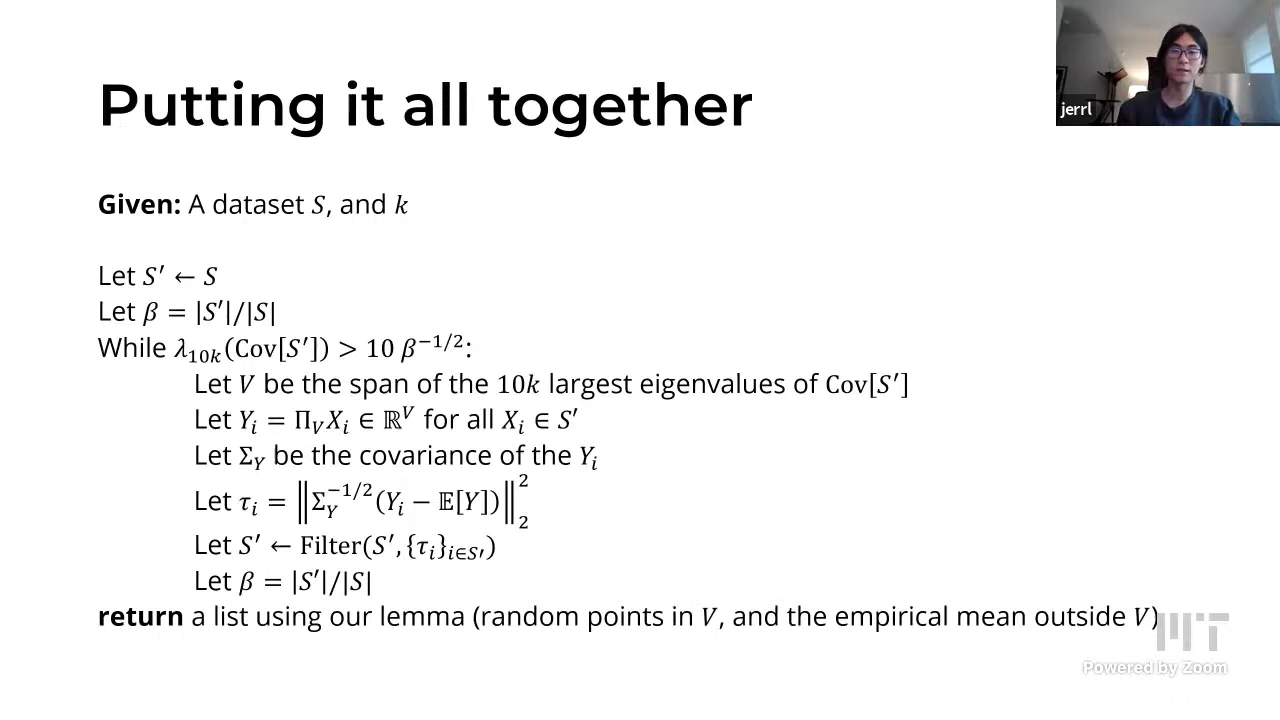 Putting it all together
jerrl
Given: A dataset S, and k
Let S′ ← S
Let β = |S′|/|S|
While λ₁₀ₖ(Cov[S′]) > 10 β^{−1/2}:
Let V be the span of the 10k largest eigenvalues of Cov[S′]
Let Yᵢ = Π_V Xᵢ ∈ ℝ^V for all Xᵢ ∈ S′
Let Σ_Y be the covariance of the Yᵢ
Let τᵢ = ‖Σ_Y^{−1/2}(Yᵢ − 𝔼[Y])‖₂²
Let S′ ← Filter(S′, {τᵢ}_{i∈S′})
Let β = |S′|/|S|
return a list using our lemma (random points in V, and the empirical mean outside V)
MIT
Powered by Zoom